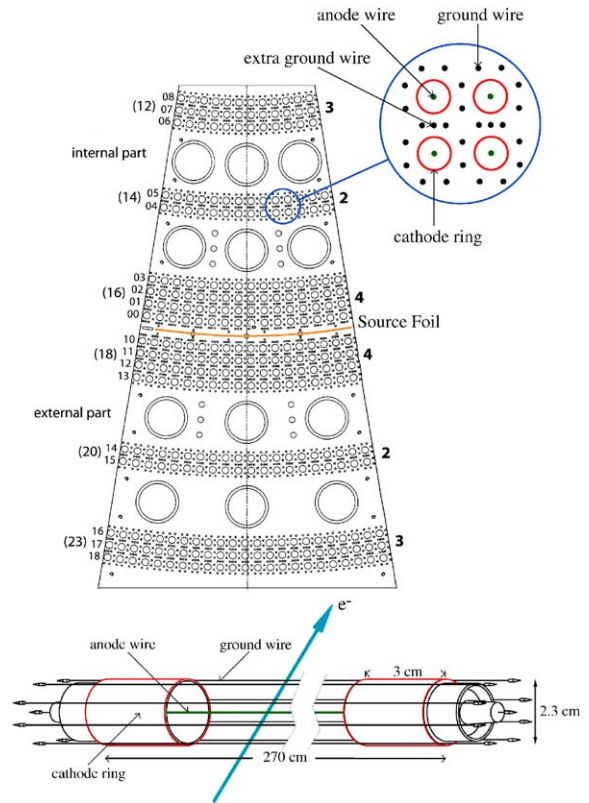 anode wire
ground wire
extra ground wire
cathode ring
08
(12) 07
06
3
internal part
(14) 05
04
2
03
(16) 02
01
00
4
Source Foil
10
(18) 11
12
13
4
external part
(20) 14
15
2
16
(23) 17
18
3
e-
anode wire
ground wire
3 cm
2.3 cm
cathode ring
270 cm